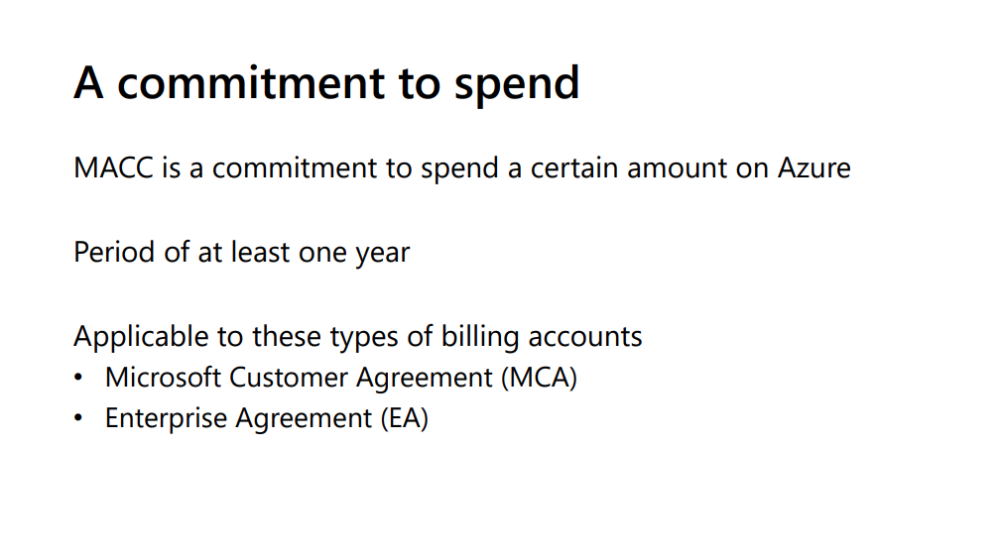 A commitment to spend
MACC is a commitment to spend a certain amount on Azure
Period of at least one year
Applicable to these types of billing accounts
• Microsoft Customer Agreement (MCA)
• Enterprise Agreement (EA)